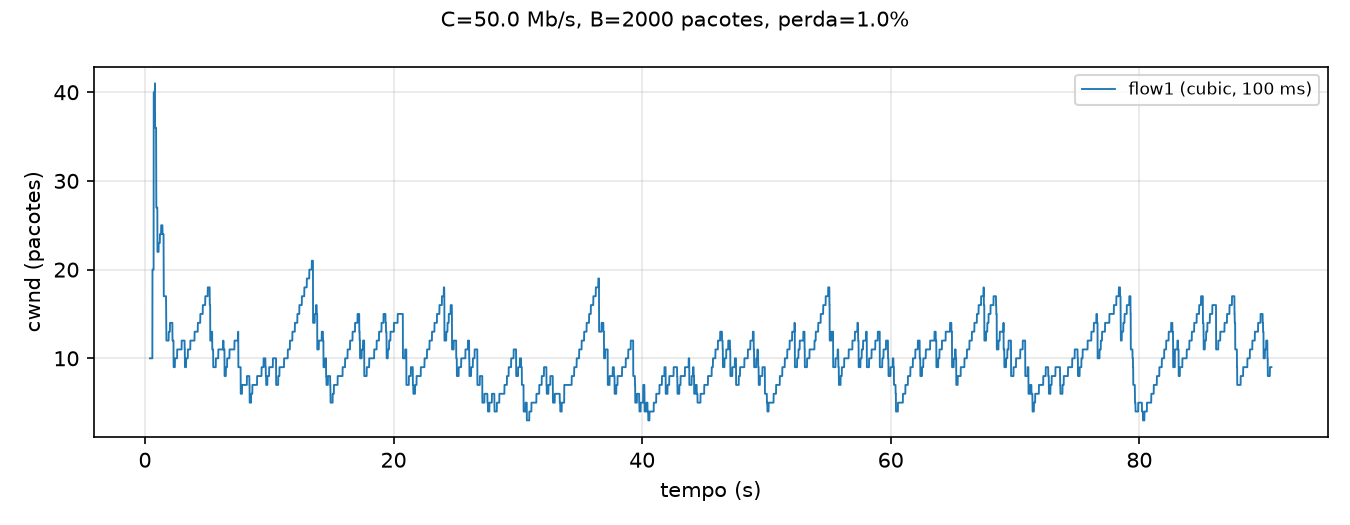 C=50.0 Mb/s, B=2000 pacotes, perda=1.0%
flow1 (cubic, 100 ms)
cwnd (pacotes)
40
30
20
10
0 20 40 60 80
tempo (s)